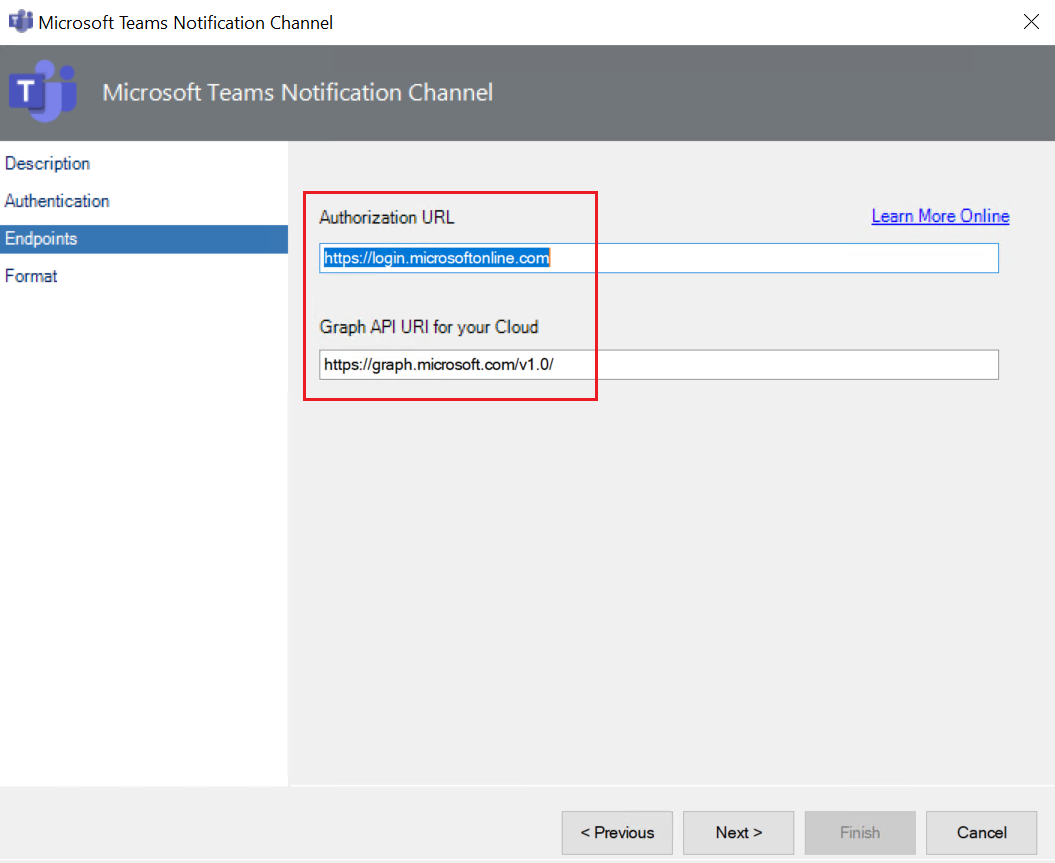 Microsoft Teams Notification Channel
T
Microsoft Teams Notification Channel
Description
Authentication
Endpoints
Format
Authorization URL
Learn More Online
https://login.microsoftonline.com
Graph API URI for your Cloud
https://graph.microsoft.com/v1.0/
< Previous
Next >
Finish
Cancel